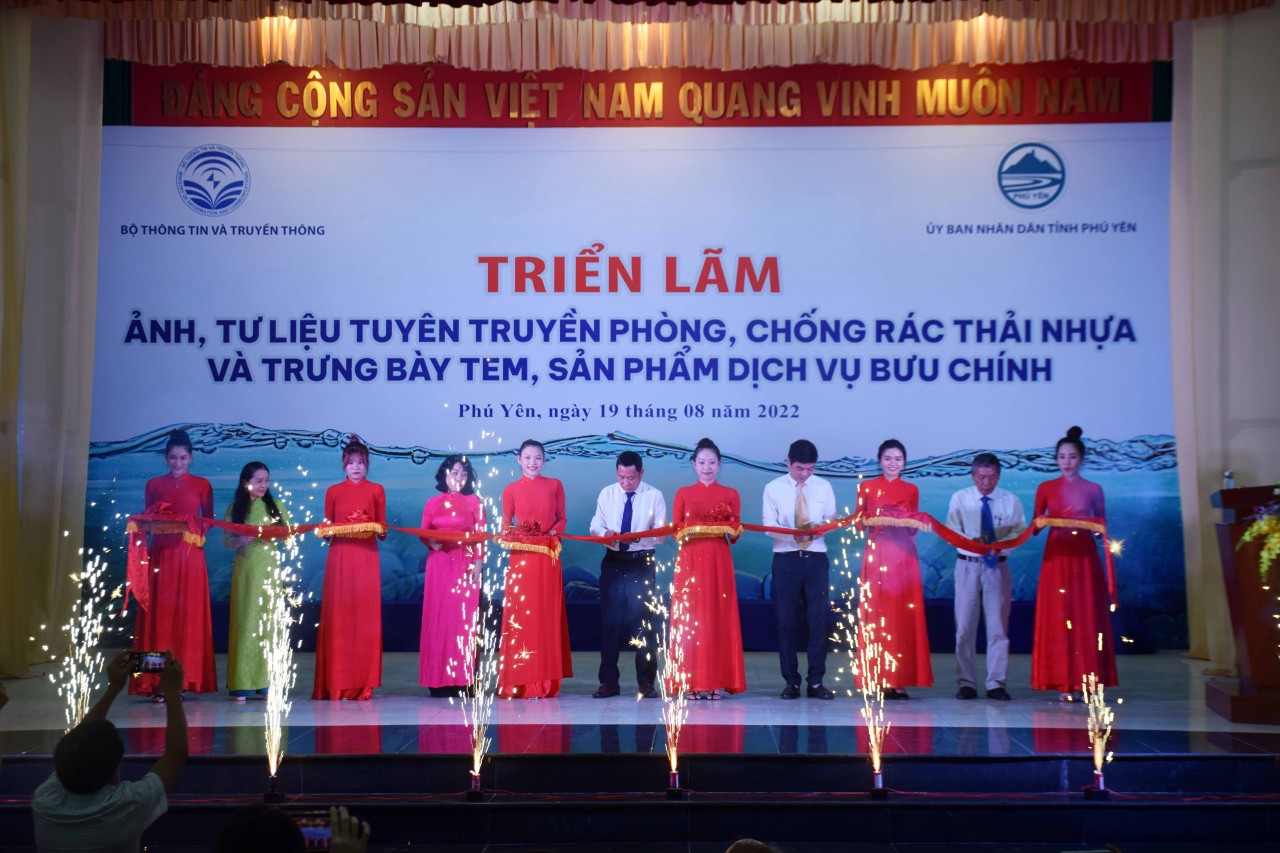 ĐẢNG CỘNG SẢN VIỆT NAM QUANG VINH MUÔN NĂM
BỘ THÔNG TIN VÀ TRUYỀN THÔNG
PHÚ YÊN
ỦY BAN NHÂN DÂN TỈNH PHÚ YÊN
TRIỂN LÃM
ẢNH, TƯ LIỆU TUYÊN TRUYỀN PHÒNG, CHỐNG RÁC THẢI NHỰA
VÀ TRƯNG BÀY TEM, SẢN PHẨM DỊCH VỤ BƯU CHÍNH
Phú Yên, ngày 19 tháng 08 năm 2022